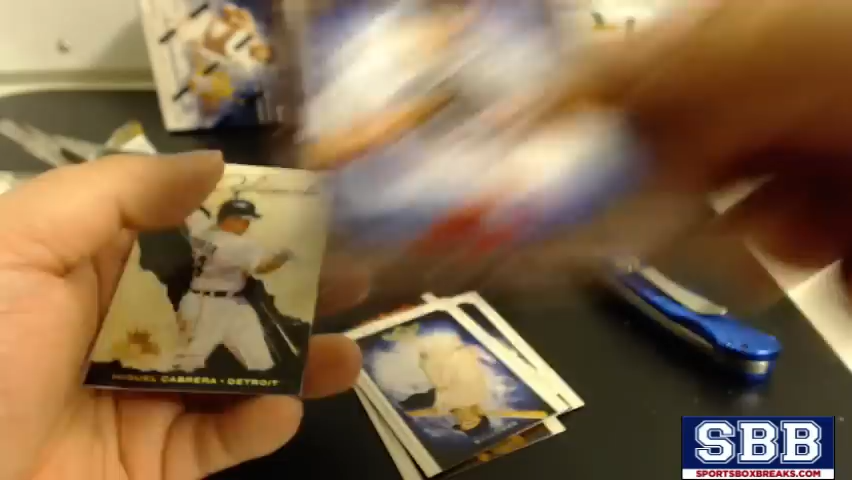 MIGUEL CABRERA • DETROIT
SBB
SPORTSBOXBREAKS.COM